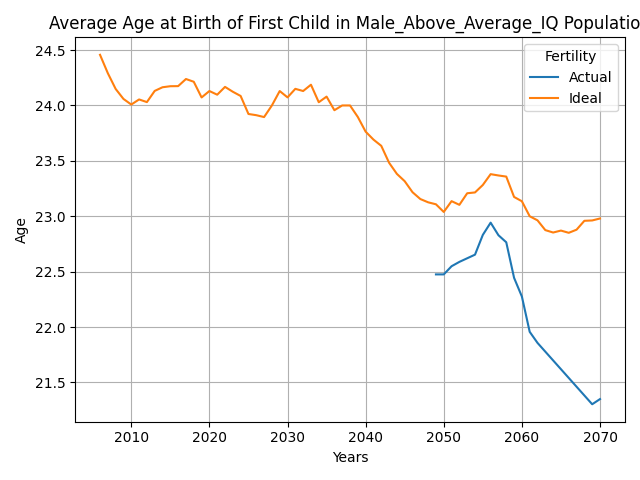 Average Age at Birth of First Child in Male_Above_Average_IQ Populatio
24.5
24.0
23.5
23.0
22.5
22.0
21.5
Age
Fertility
Actual
Ideal
2010 2020 2030 2040 2050 2060 2070
Years